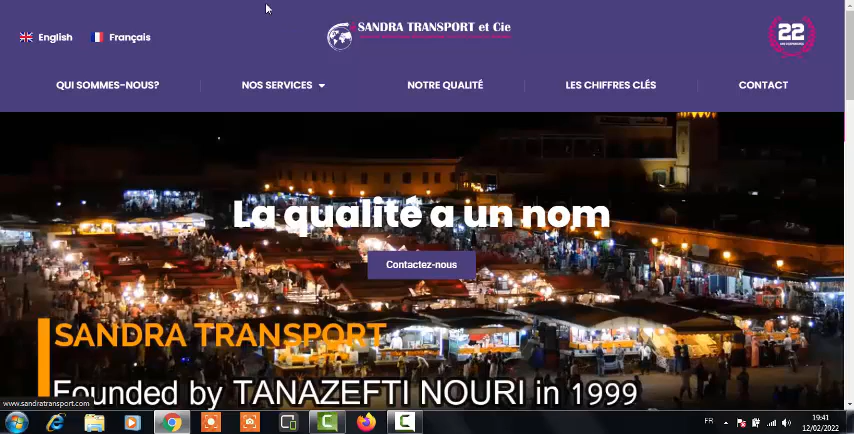 English
Français
SANDRA TRANSPORT et Cie
22
QUI SOMMES-NOUS?
NOS SERVICES
NOTRE QUALITÉ
LES CHIFFRES CLÉS
CONTACT
La qualité a un nom
Contactez-nous
SANDRA TRANSPORT
Founded by TANAZEFTI NOURI in 1999
www.sandratransport.com
FR
19:41
12/02/2022